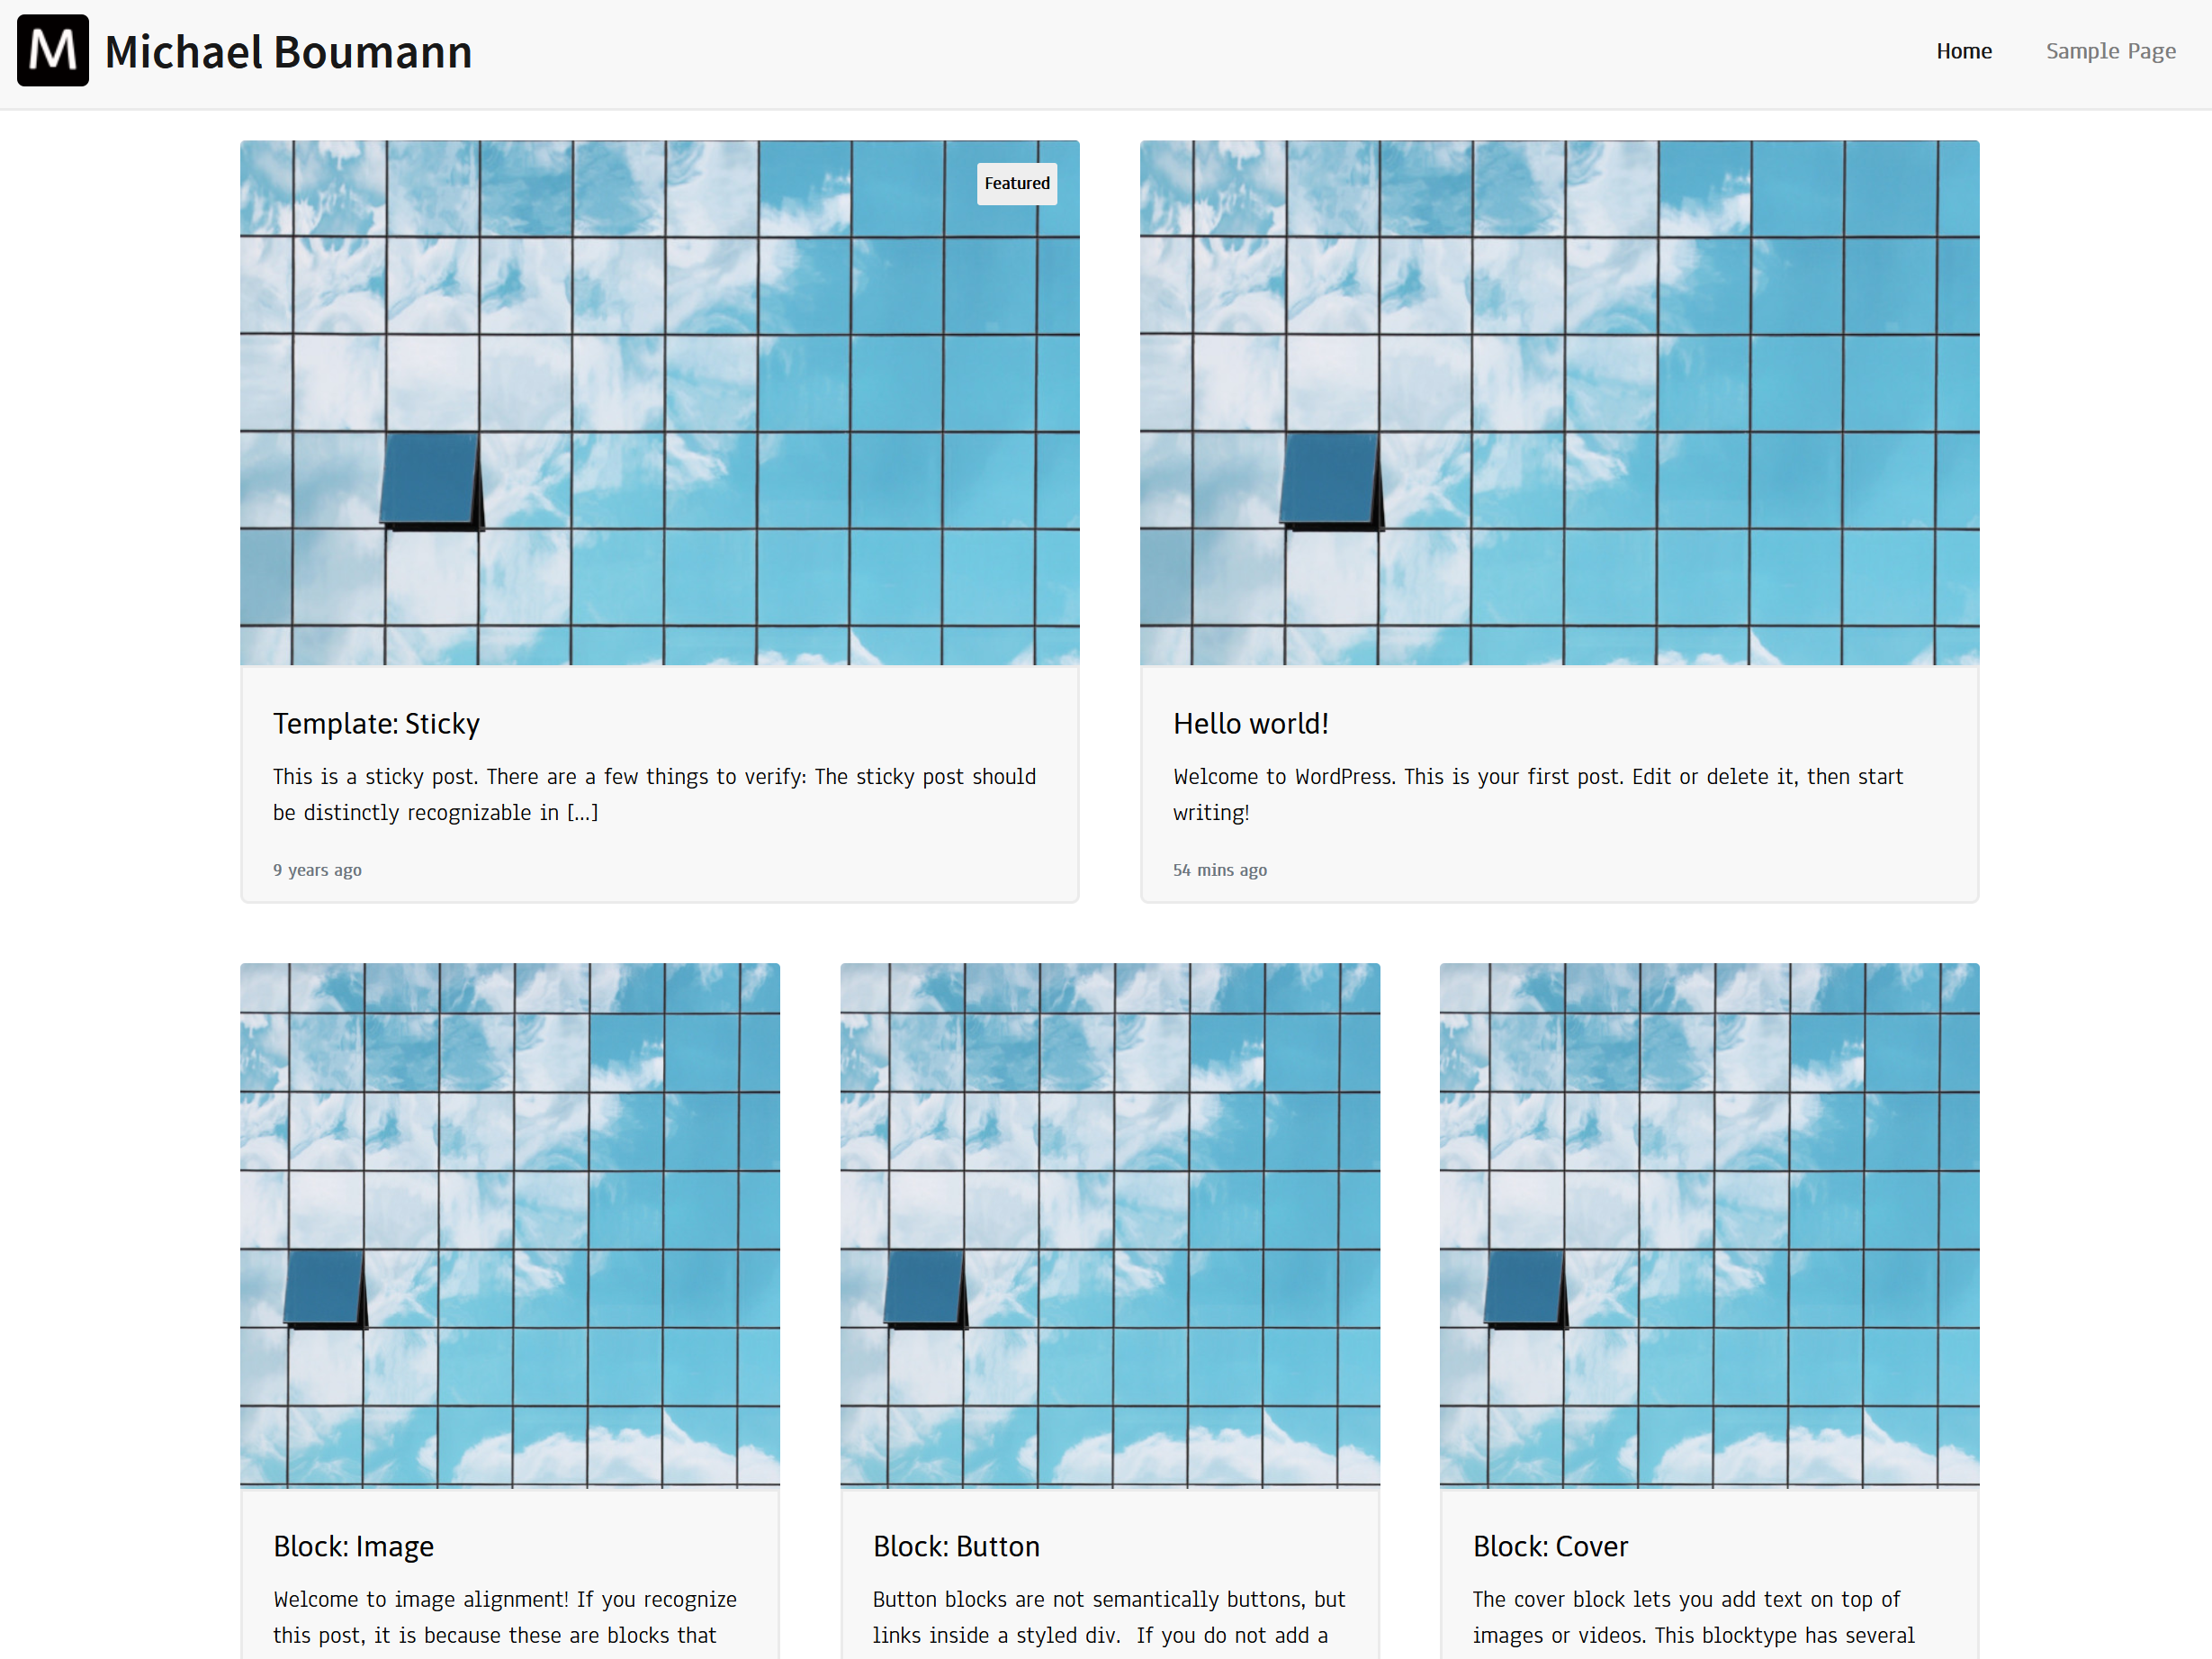 M Michael Boumann
Home Sample Page
Featured
Template: Sticky
This is a sticky post. There are a few things to verify: The sticky post should
be distinctly recognizable in [...]
9 years ago
Hello world!
Welcome to WordPress. This is your first post. Edit or delete it, then start
writing!
54 mins ago
Block: Image
Welcome to image alignment! If you recognize
this post, it is because these are blocks that
Block: Button
Button blocks are not semantically buttons, but
links inside a styled div. If you do not add a
Block: Cover
The cover block lets you add text on top of
images or videos. This blocktype has several